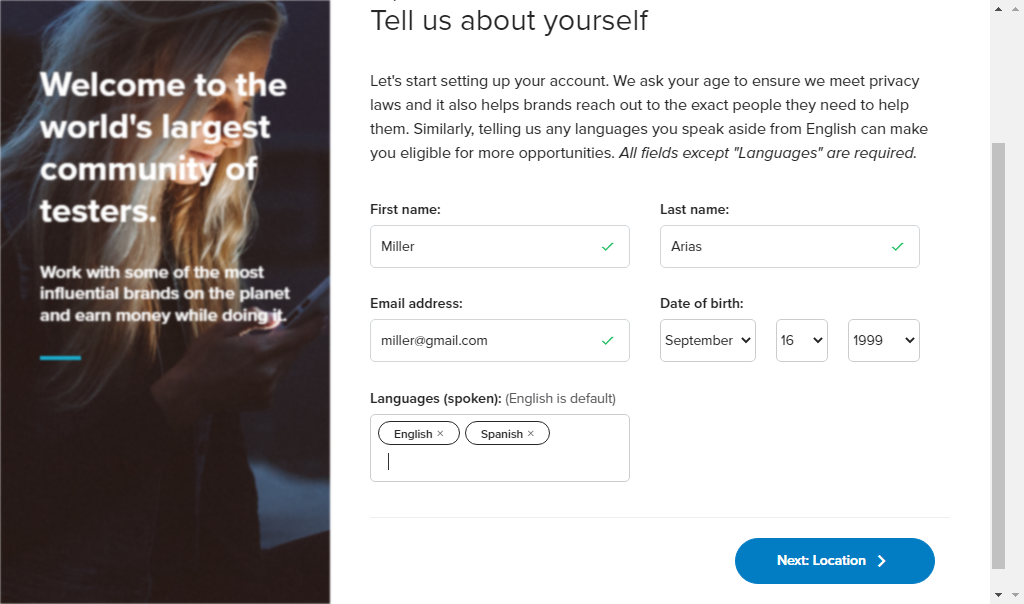 Welcome to the
world's largest
community of
testers.
Work with some of the most
influential brands on the planet
and earn money while doing it.
Tell us about yourself
Let's start setting up your account. We ask your age to ensure we meet privacy
laws and it also helps brands reach out to the exact people they need to help
them. Similarly, telling us any languages you speak aside from English can make
you eligible for more opportunities. All fields except "Languages" are required.
First name:
Last name:
Miller
Arias
Email address:
Date of birth:
miller@gmail.com
September
16
1999
Languages (spoken): (English is default)
English ×
Spanish ×
Next: Location